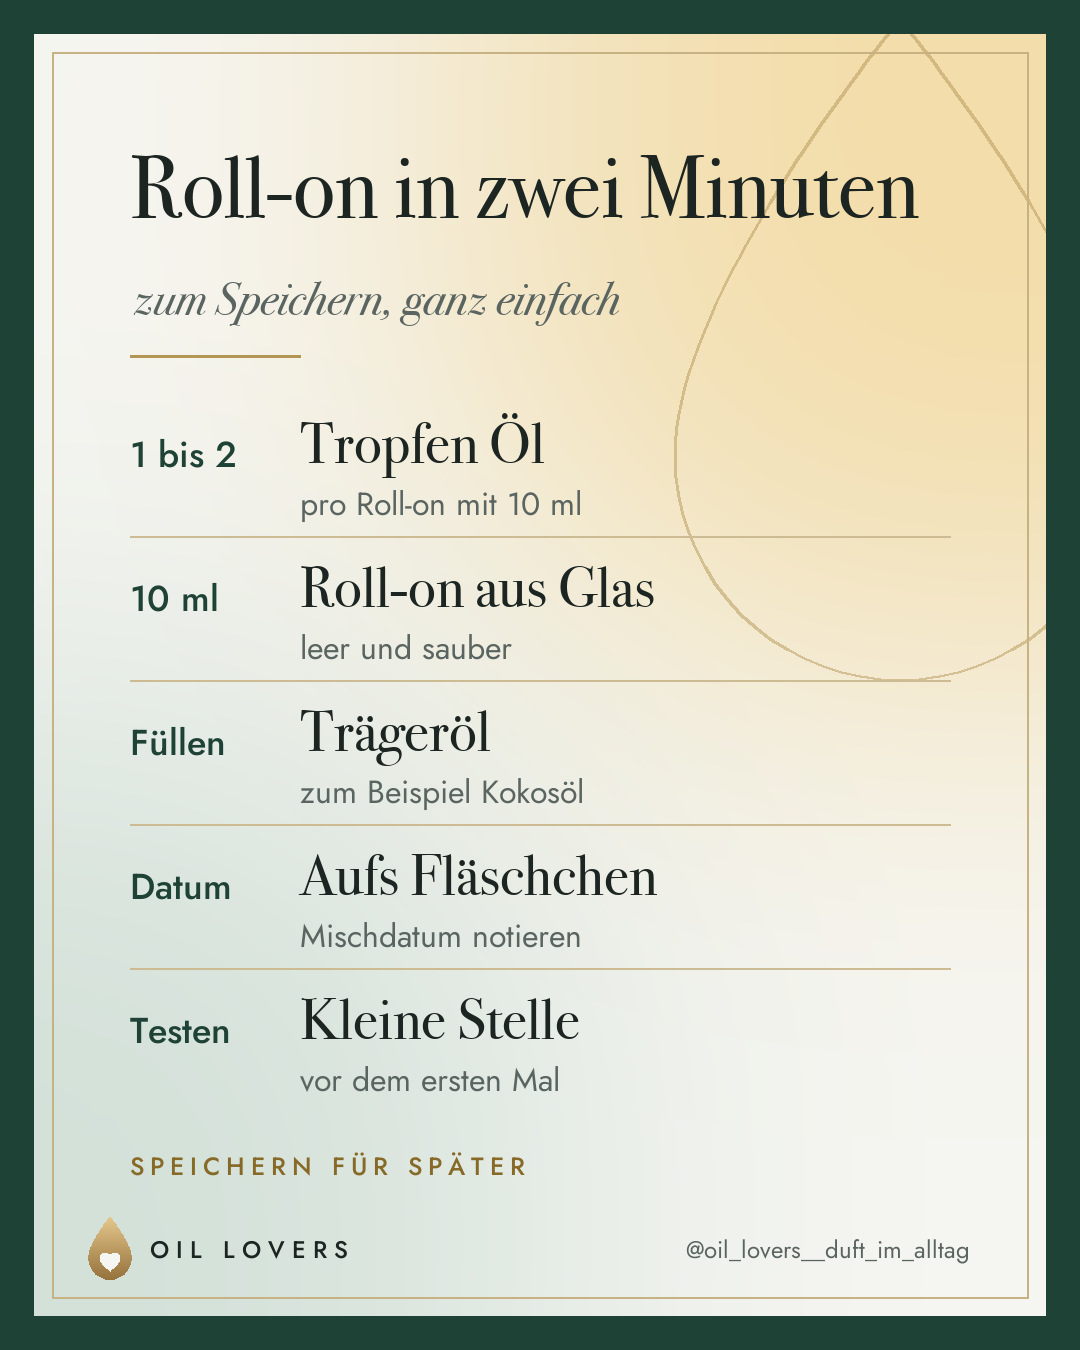 Roll-on in zwei Minuten
zum Speichern, ganz einfach
1 bis 2
Tropfen Öl
pro Roll-on mit 10 ml
10 ml
Roll-on aus Glas
leer und sauber
Füllen
Trägeröl
zum Beispiel Kokosöl
Datum
Aufs Fläschchen
Mischdatum notieren
Testen
Kleine Stelle
vor dem ersten Mal
SPEICHERN FÜR SPÄTER
OIL LOVERS
@oil_lovers__duft_im_alltag